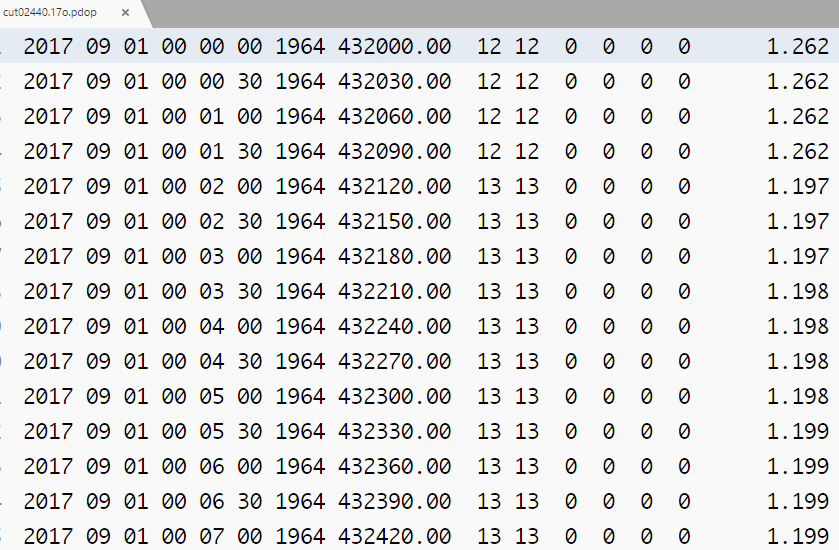 cut02440.17o.pdop ×
2017 09 01 00 00 00 1964 432000.00 12 12 0 0 0 0 1.262
2017 09 01 00 00 30 1964 432030.00 12 12 0 0 0 0 1.262
2017 09 01 00 01 00 1964 432060.00 12 12 0 0 0 0 1.262
2017 09 01 00 01 30 1964 432090.00 12 12 0 0 0 0 1.262
2017 09 01 00 02 00 1964 432120.00 13 13 0 0 0 0 1.197
2017 09 01 00 02 30 1964 432150.00 13 13 0 0 0 0 1.197
2017 09 01 00 03 00 1964 432180.00 13 13 0 0 0 0 1.197
2017 09 01 00 03 30 1964 432210.00 13 13 0 0 0 0 1.198
2017 09 01 00 04 00 1964 432240.00 13 13 0 0 0 0 1.198
2017 09 01 00 04 30 1964 432270.00 13 13 0 0 0 0 1.198
2017 09 01 00 05 00 1964 432300.00 13 13 0 0 0 0 1.198
2017 09 01 00 05 30 1964 432330.00 13 13 0 0 0 0 1.199
2017 09 01 00 06 00 1964 432360.00 13 13 0 0 0 0 1.199
2017 09 01 00 06 30 1964 432390.00 13 13 0 0 0 0 1.199
2017 09 01 00 07 00 1964 432420.00 13 13 0 0 0 0 1.199